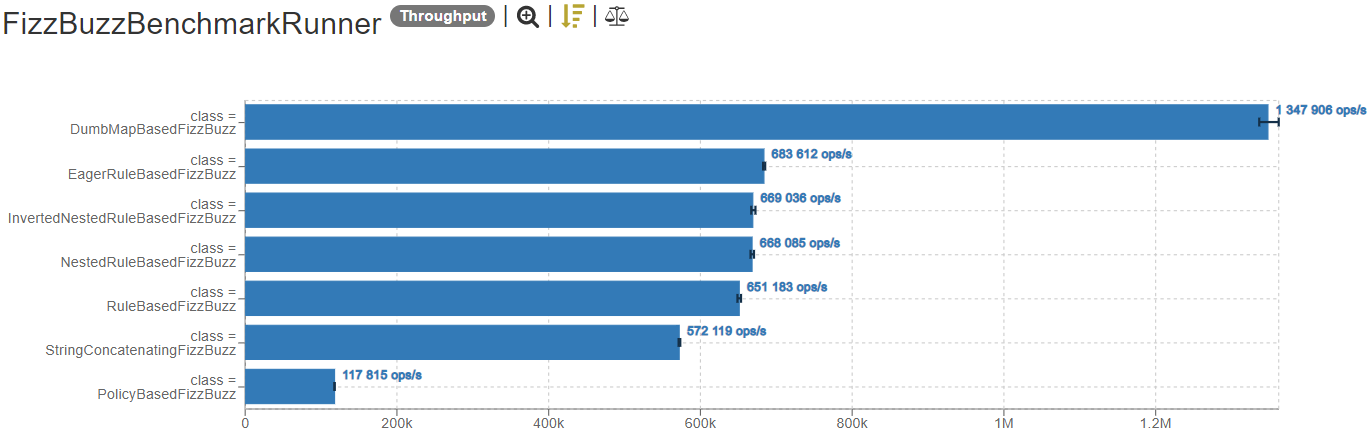 FizzBuzzBenchmarkRunner Throughput
class =
DumbMapBasedFizzBuzz
1 347 906 ops/s
class =
EagerRuleBasedFizzBuzz
683 612 ops/s
class =
InvertedNestedRuleBasedFizzBuzz
669 036 ops/s
class =
NestedRuleBasedFizzBuzz
668 085 ops/s
class =
RuleBasedFizzBuzz
651 183 ops/s
class =
StringConcatenatingFizzBuzz
572 119 ops/s
class =
PolicyBasedFizzBuzz
117 815 ops/s
0 200k 400k 600k 800k 1M 1.2M